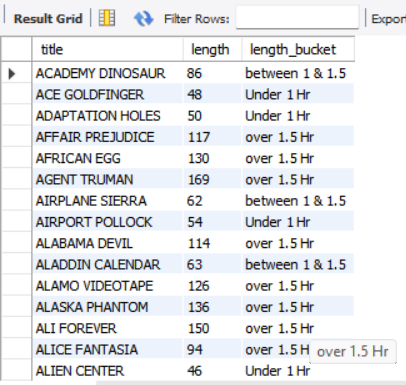 Result Grid Filter Rows: Export
title length length_bucket
ACADEMY DINOSAUR 86 between 1 & 1.5
ACE GOLDFINGER 48 Under 1 Hr
ADAPTATION HOLES 50 Under 1 Hr
AFFAIR PREJUDICE 117 over 1.5 Hr
AFRICAN EGG 130 over 1.5 Hr
AGENT TRUMAN 169 over 1.5 Hr
AIRPLANE SIERRA 62 between 1 & 1.5
AIRPORT POLLOCK 54 Under 1 Hr
ALABAMA DEVIL 114 over 1.5 Hr
ALADDIN CALENDAR 63 between 1 & 1.5
ALAMO VIDEOTAPE 126 over 1.5 Hr
ALASKA PHANTOM 136 over 1.5 Hr
ALI FOREVER 150 over 1.5 Hr
ALICE FANTASIA 94 over 1.5 H over 1.5 Hr
ALIEN CENTER 46 Under 1 Hr